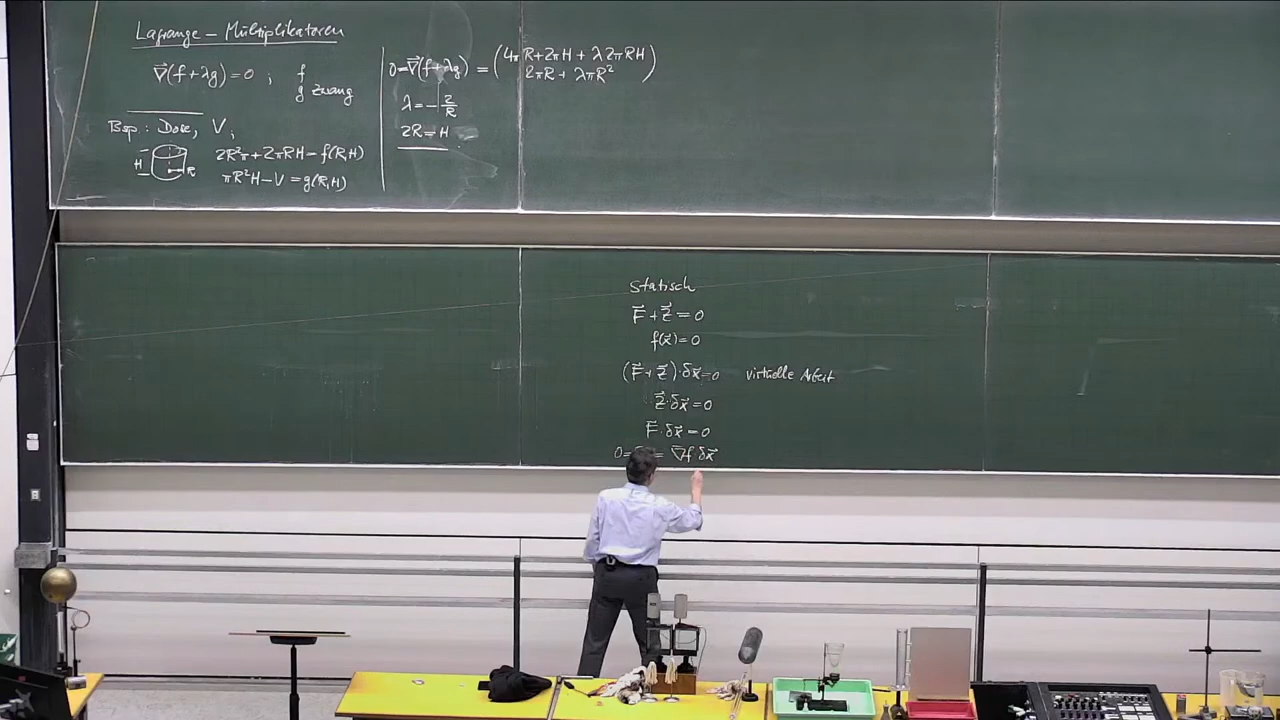 Lagrange-Multiplikatoren
∇⃗(f+λg)=0 ; f
g Zwang
Bsp: Dose, V;
H
R
2R²π+2πRH=f(R,H)
πR²H-V=g(R,H)
0=∇⃗(f+λg) = (4πR+2πH+λ2πRH
2πR+λπR²)
λ=-2/R
2R=H
statisch
F⃗+Z⃗=0
f(x⃗)=0
(F⃗+Z⃗)·δx⃗=0 virtuelle Arbeit
Z⃗·δx⃗=0
F⃗·δx⃗=0
0= = ∇⃗f·δx⃗